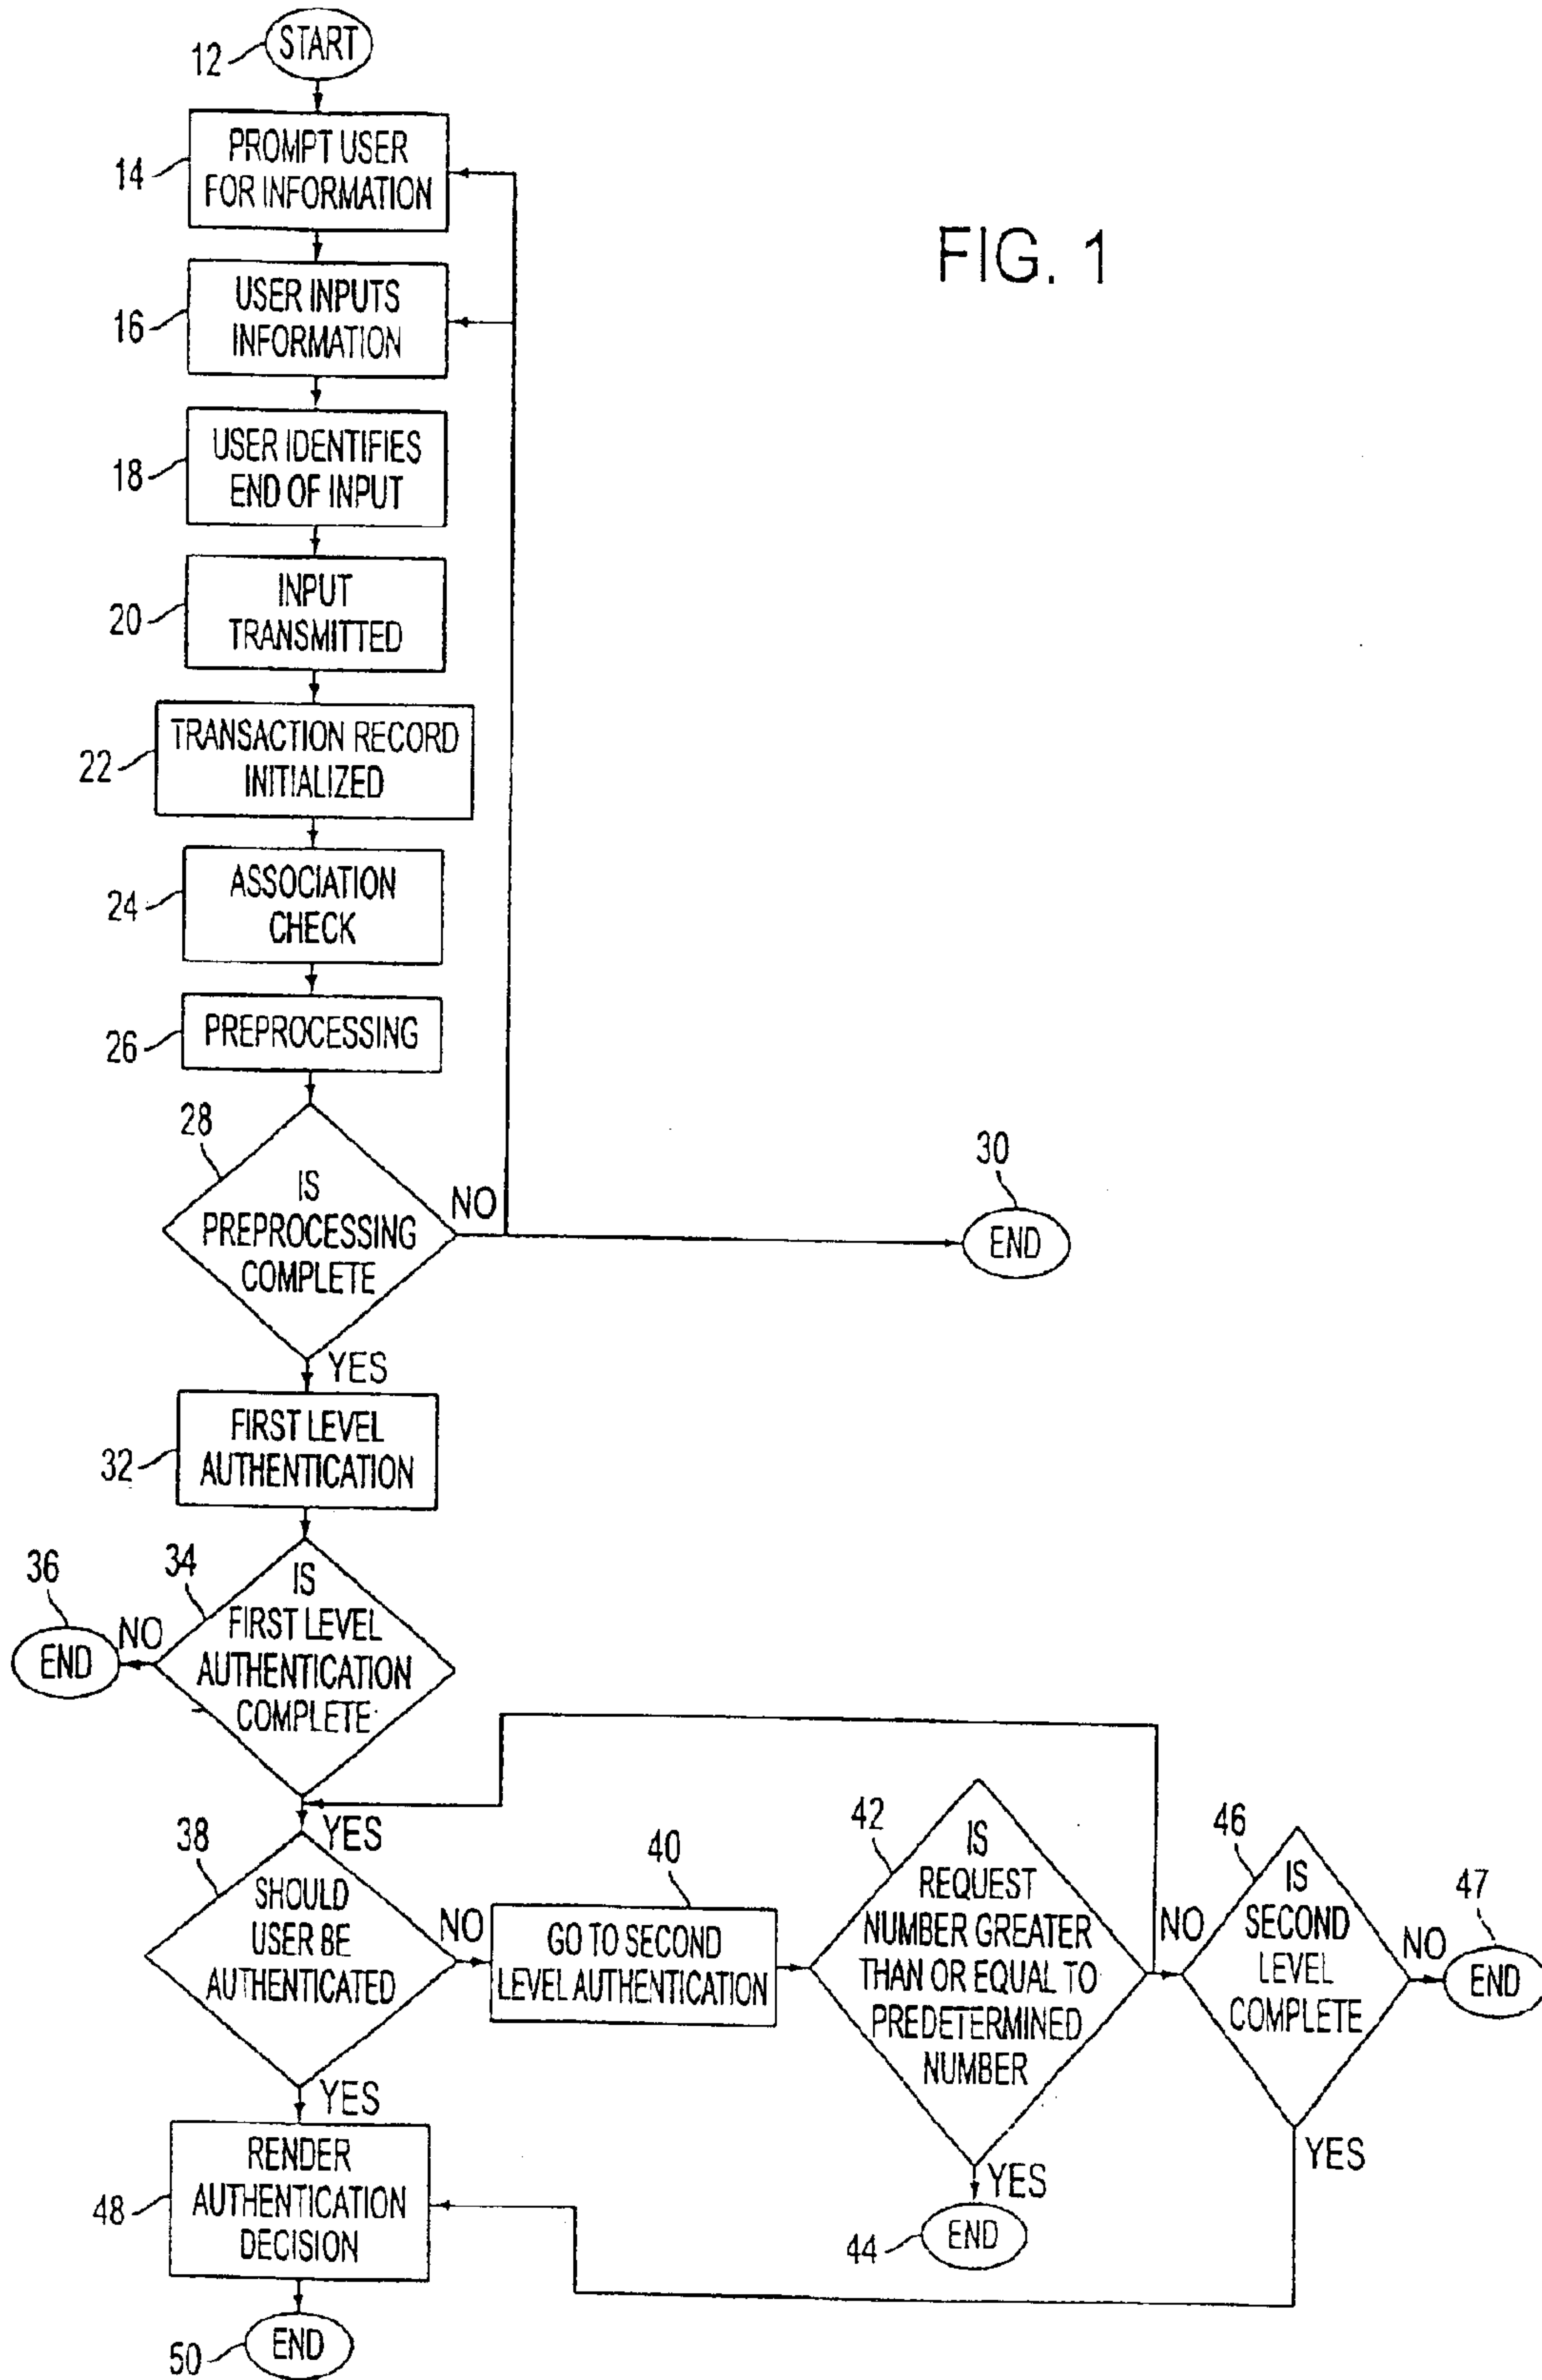 12
START
14
PROMPT USER
FOR INFORMATION
FIG. 1
16
USER INPUTS
INFORMATION
18
USER IDENTIFIES
END OF INPUT
20
INPUT
TRANSMITTED
22
TRANSACTION RECORD
INITIALIZED
24
ASSOCIATION
CHECK
26
PREPROCESSING
28
IS
PREPROCESSING
COMPLETE
NO
30
END
YES
32
FIRST LEVEL
AUTHENTICATION
34
IS
FIRST LEVEL
AUTHENTICATION
COMPLETE
36
NO
END
YES
38
SHOULD
USER BE
AUTHENTICATED
NO
40
GO TO SECOND
LEVEL AUTHENTICATION
42
IS
REQUEST
NUMBER GREATER
THAN OR EQUAL TO
PREDETERMINED
NUMBER
NO
46
IS
SECOND
LEVEL
COMPLETE
NO
47
END
YES
YES
YES
44
END
48
RENDER
AUTHENTICATION
DECISION
50
END